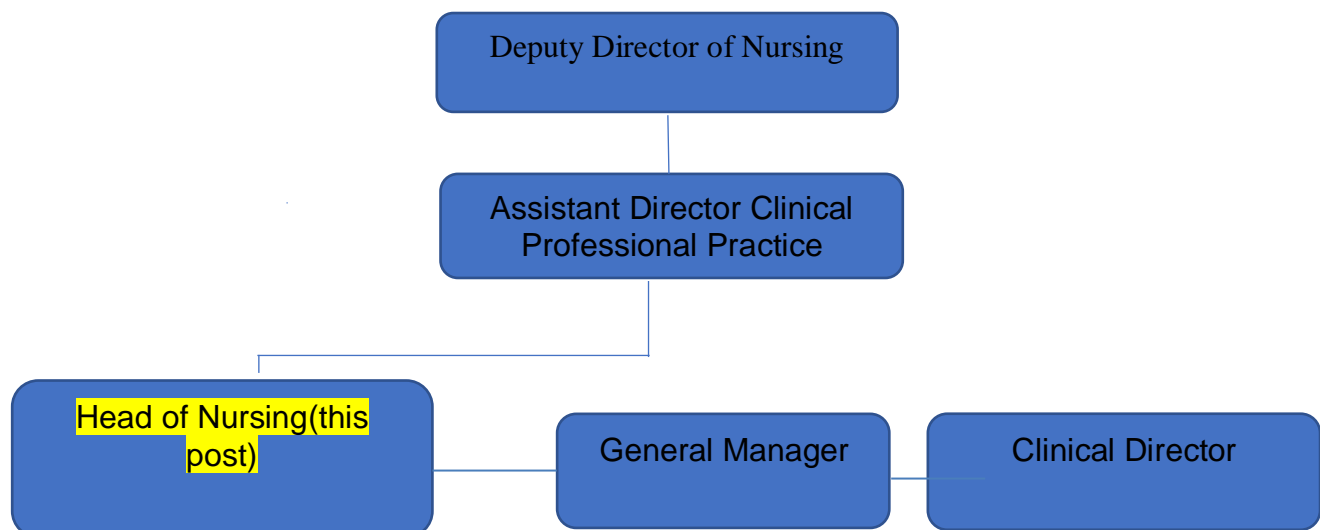 Deputy Director of Nursing
Assistant Director Clinical
Professional Practice
Head of Nursing(this
post)
General Manager
Clinical Director